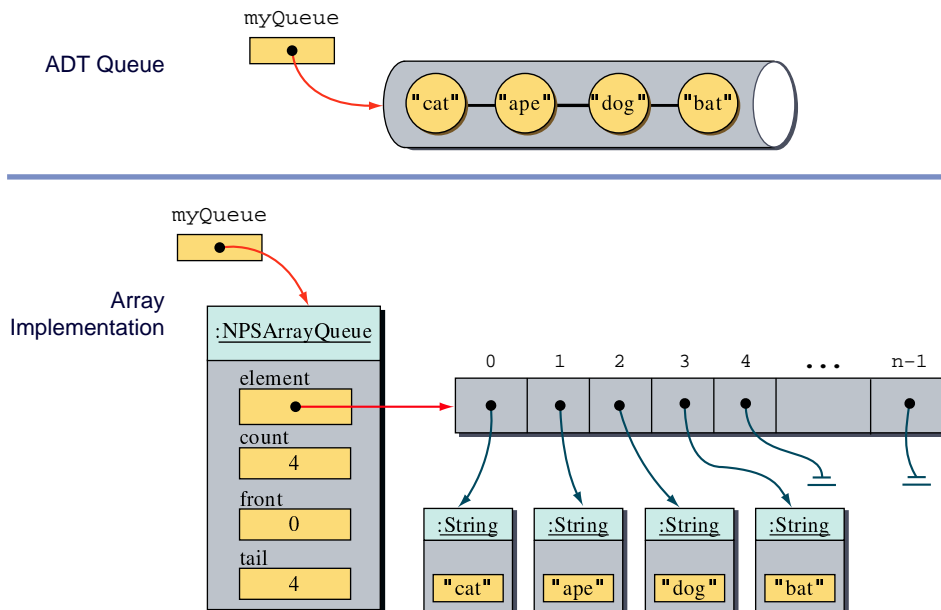 myQueue
ADT Queue
"cat" "ape" "dog" "bat"
myQueue
Array
Implementation
:NPSArrayQueue
element
count
4
front
0
tail
4
0 1 2 3 4 ... n-1
:String :String :String :String
"cat" "ape" "dog" "bat"